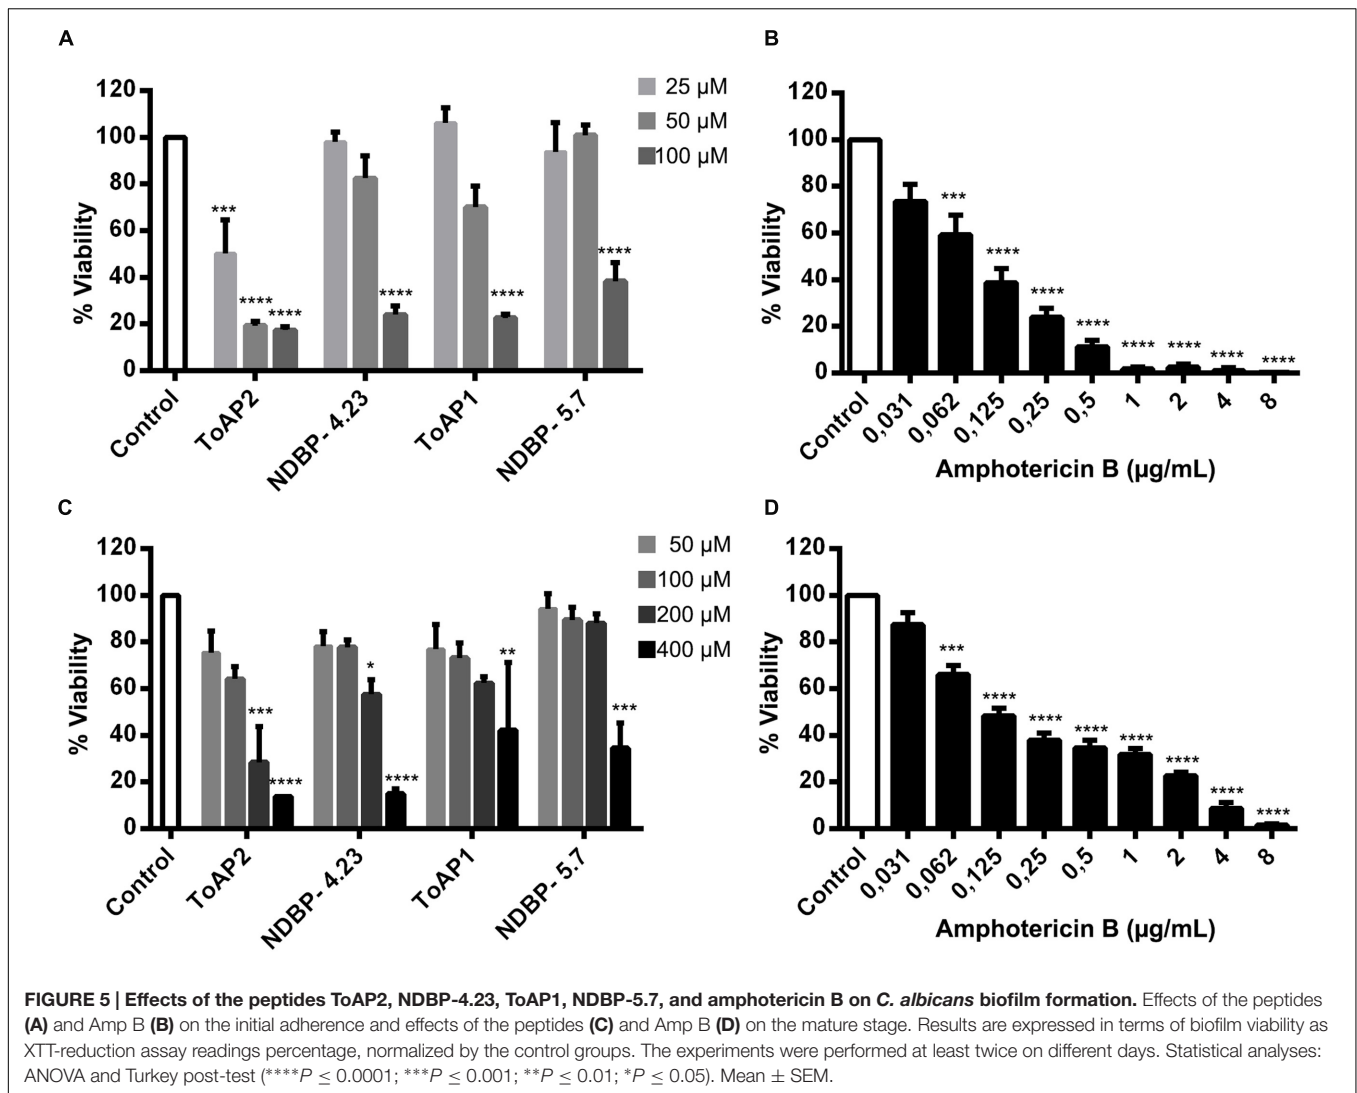 A
120
100
80
60
40
20
0
% Viability
25 µM
50 µM
100 µM
***
****
****
****
****
****
Control
ToAP2
NDBP- 4.23
ToAP1
NDBP- 5.7
B
120
100
80
60
40
20
0
% Viability
***
****
****
****
****
****
****
****
Control
0,031
0,062
0,125
0,25
0,5
1
2
4
8
Amphotericin B (µg/mL)
C
120
100
80
60
40
20
0
% Viability
50 µM
100 µM
200 µM
400 µM
***
****
*
****
**
***
Control
ToAP2
NDBP- 4.23
ToAP1
NDBP- 5.7
D
120
100
80
60
40
20
0
% Viability
***
****
****
****
****
****
****
****
Control
0,031
0,062
0,125
0,25
0,5
1
2
4
8
Amphotericin B (µg/mL)
FIGURE 5 | Effects of the peptides ToAP2, NDBP-4.23, ToAP1, NDBP-5.7, and amphotericin B on C. albicans biofilm formation. Effects of the peptides
(A) and Amp B (B) on the initial adherence and effects of the peptides (C) and Amp B (D) on the mature stage. Results are expressed in terms of biofilm viability as
XTT-reduction assay readings percentage, normalized by the control groups. The experiments were performed at least twice on different days. Statistical analyses:
ANOVA and Turkey post-test (****P ≤ 0.0001; ***P ≤ 0.001; **P ≤ 0.01; *P ≤ 0.05). Mean ± SEM.